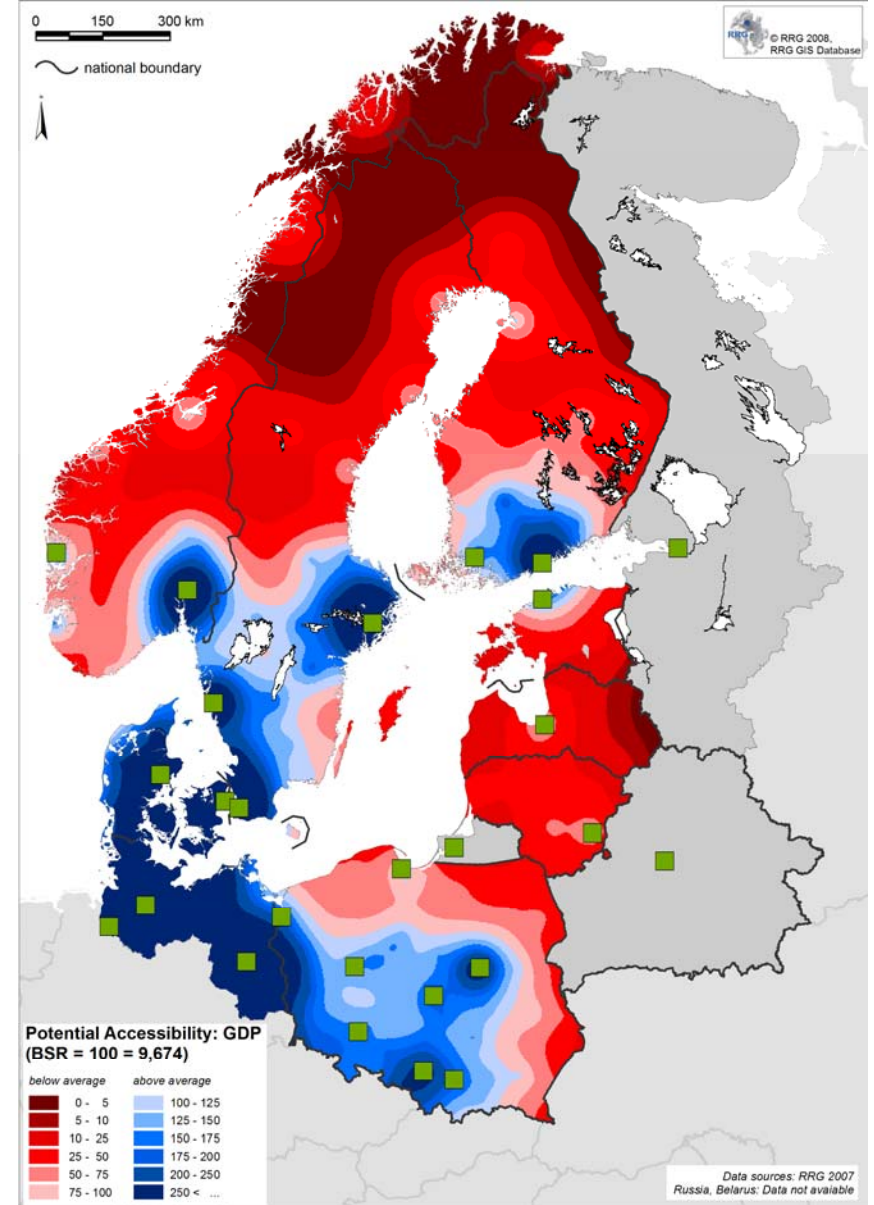 0 150 300 km
national boundary
RRG
© RRG 2008,
RRG GIS Database
Potential Accessibility: GDP
(BSR = 100 = 9,674)
below average above average
0 - 5 100 - 125
5 - 10 125 - 150
10 - 25 150 - 175
25 - 50 175 - 200
50 - 75 200 - 250
75 - 100 250 < ...
Data sources: RRG 2007
Russia, Belarus: Data not avaiable